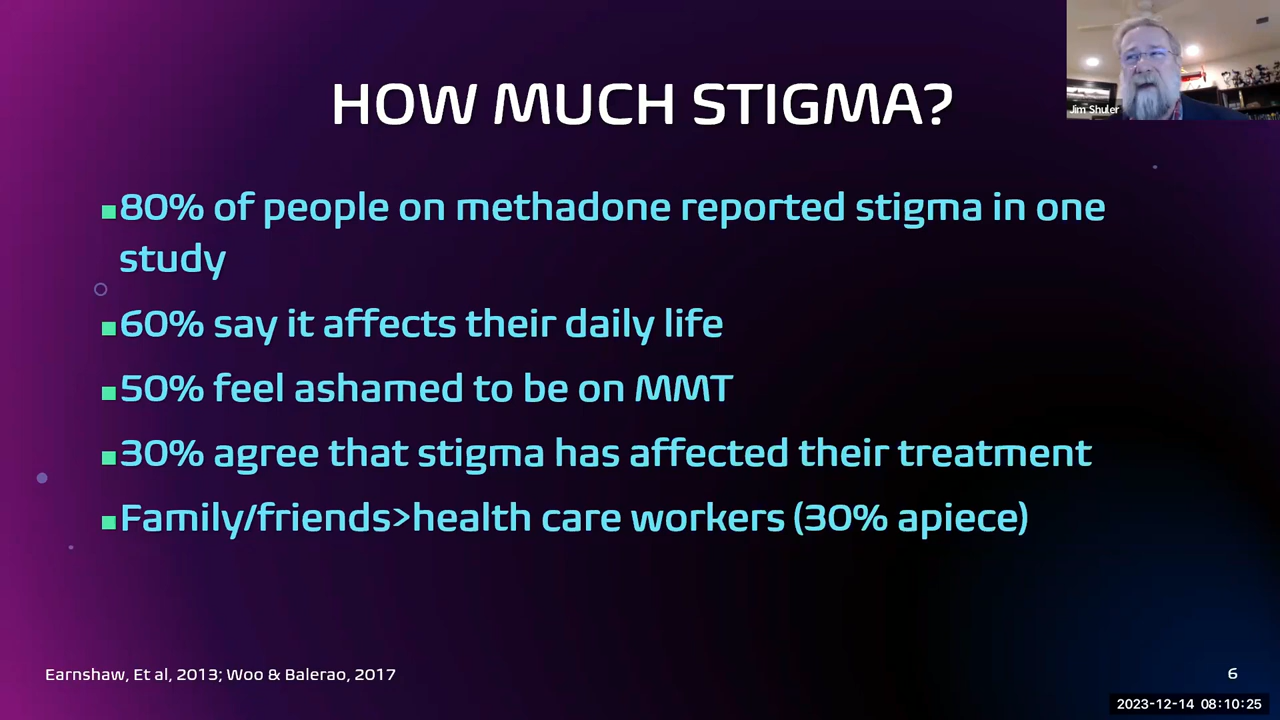 HOW MUCH STIGMA?
Jim Shuler
▪80% of people on methadone reported stigma in one
study
▪60% say it affects their daily life
▪50% feel ashamed to be on MMT
▪30% agree that stigma has affected their treatment
▪Family/friends>health care workers (30% apiece)
Earnshaw, Et al, 2013; Woo & Balerao, 2017
6
2023-12-14 08:10:25